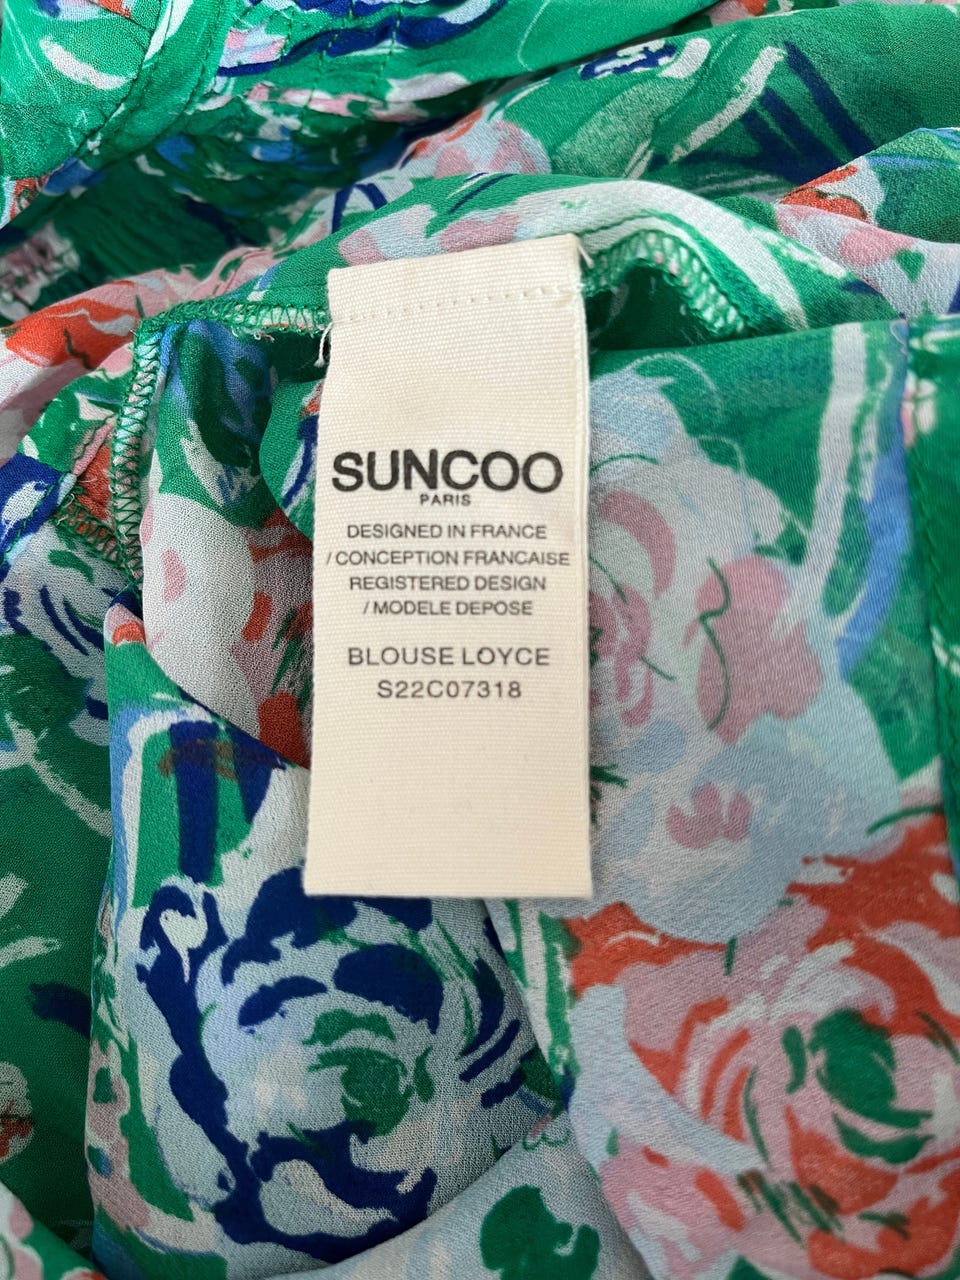 SUNCOO
PARIS
DESIGNED IN FRANCE
/ CONCEPTION FRANCAISE
REGISTERED DESIGN
/ MODELE DEPOSE
BLOUSE LOYCE
S22C07318